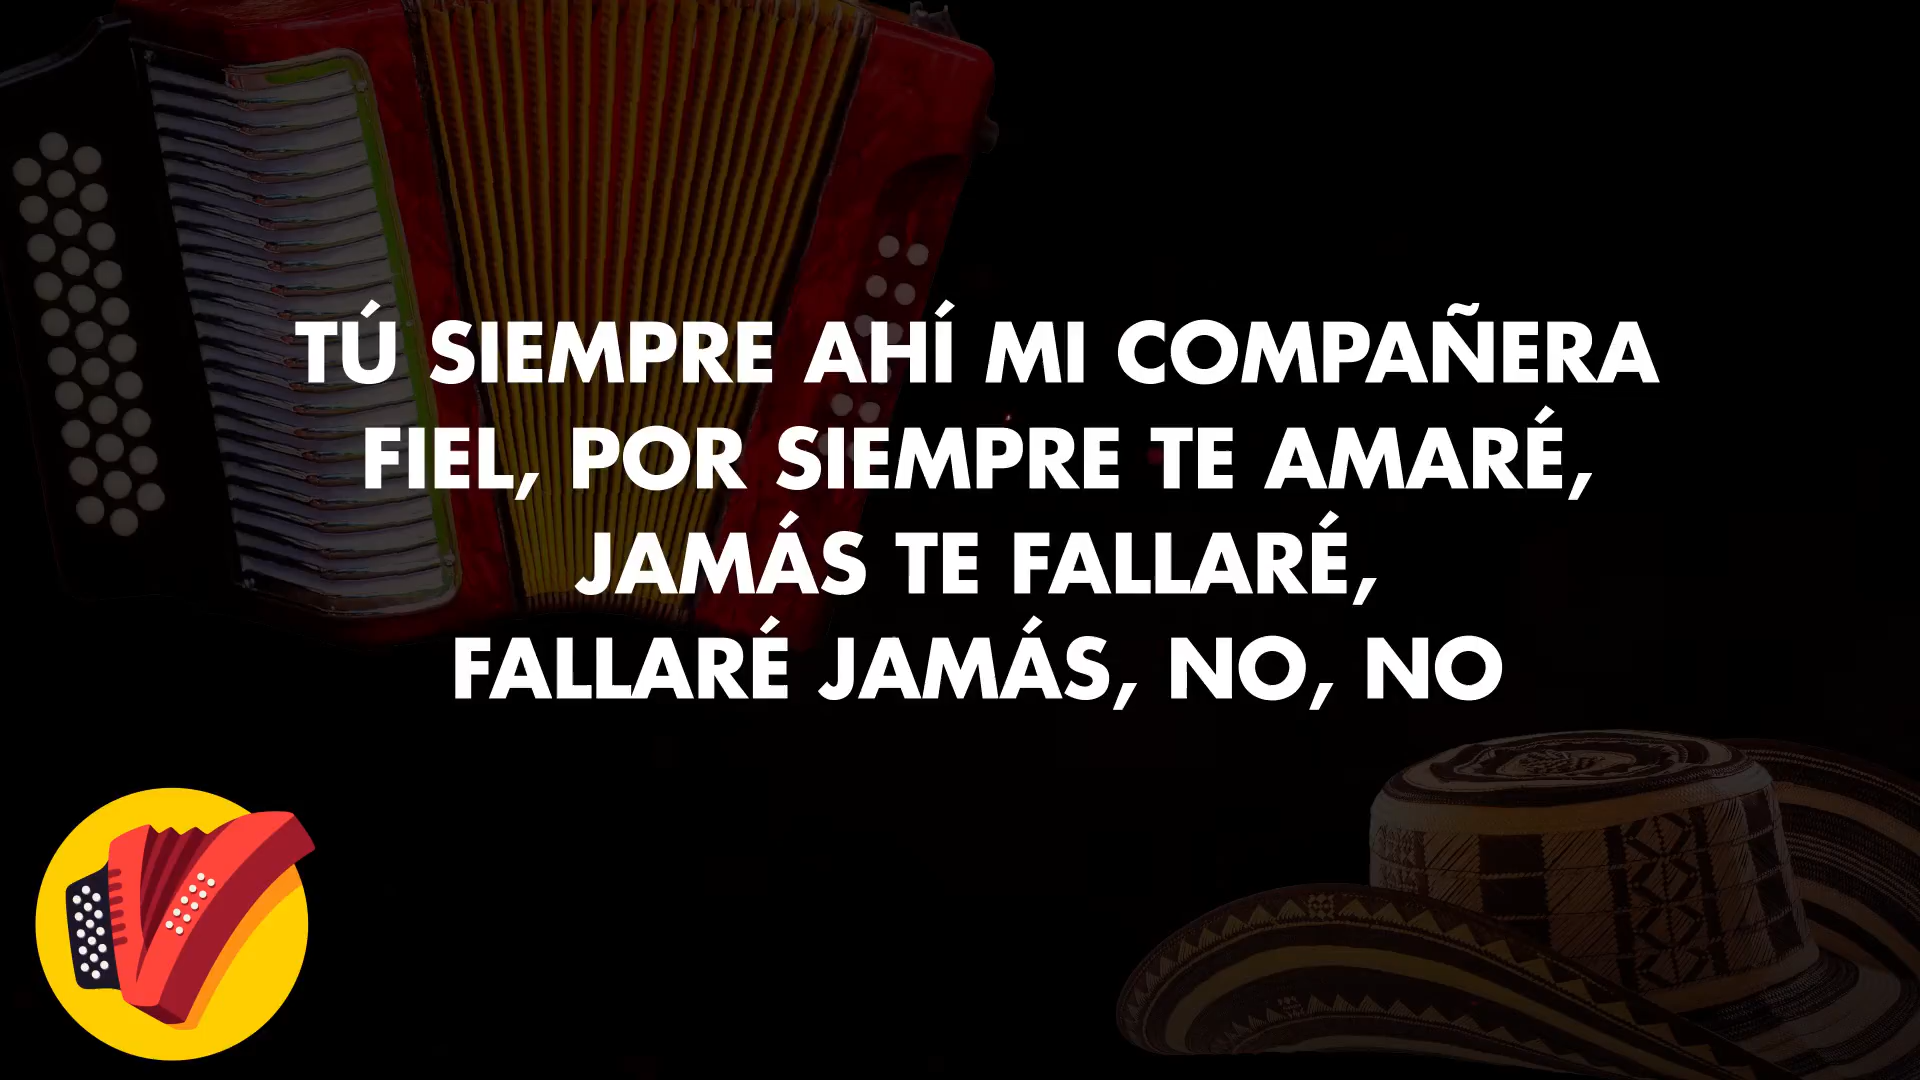 TÚ SIEMPRE AHÍ MI COMPAÑERA
FIEL, POR SIEMPRE TE AMARÉ,
JAMÁS TE FALLARÉ,
FALLARÉ JAMÁS, NO, NO